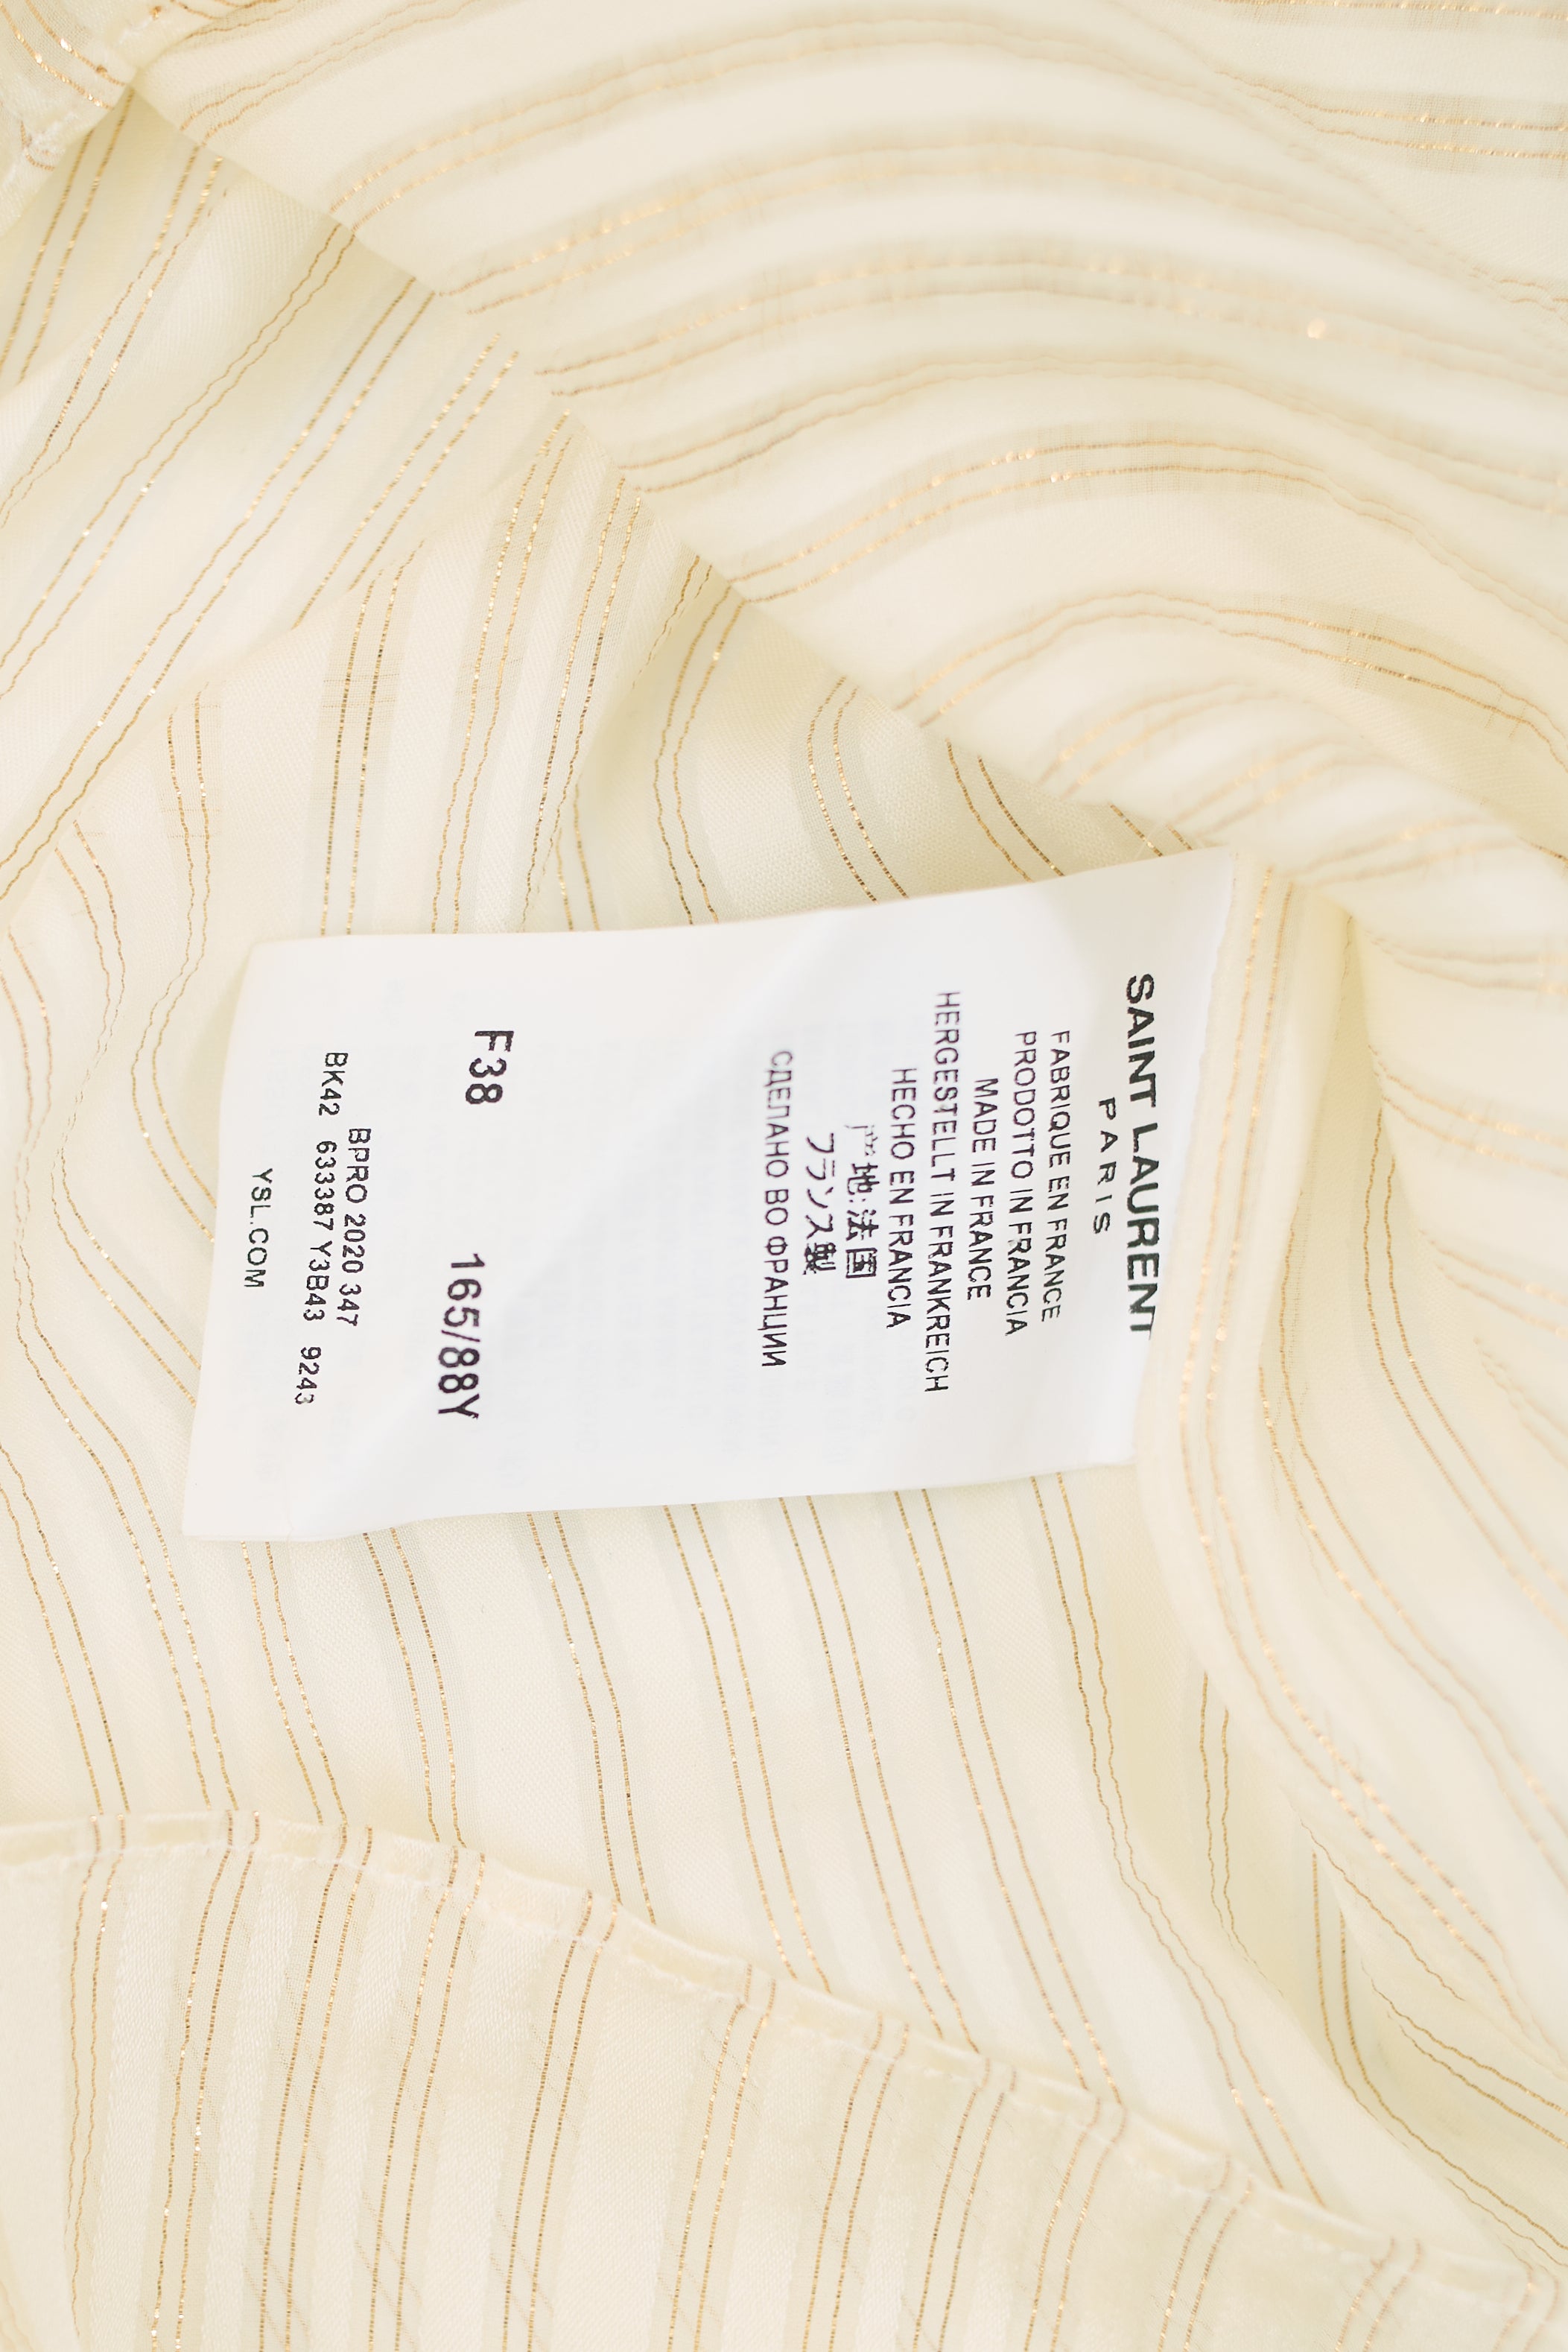 SAINT LAURENT
PARIS
FABRIQUE EN FRANCE
PRODOTTO IN FRANCIA
MADE IN FRANCE
HERGESTELLT IN FRANKREICH
HECHO EN FRANCIA
产地:法国
フランス製
СДЕЛАНО ВО ФРАНЦИИ
F38 165/88Y
BPRO 2020 347
BK42 633387 Y3B43 9243
YSL.COM